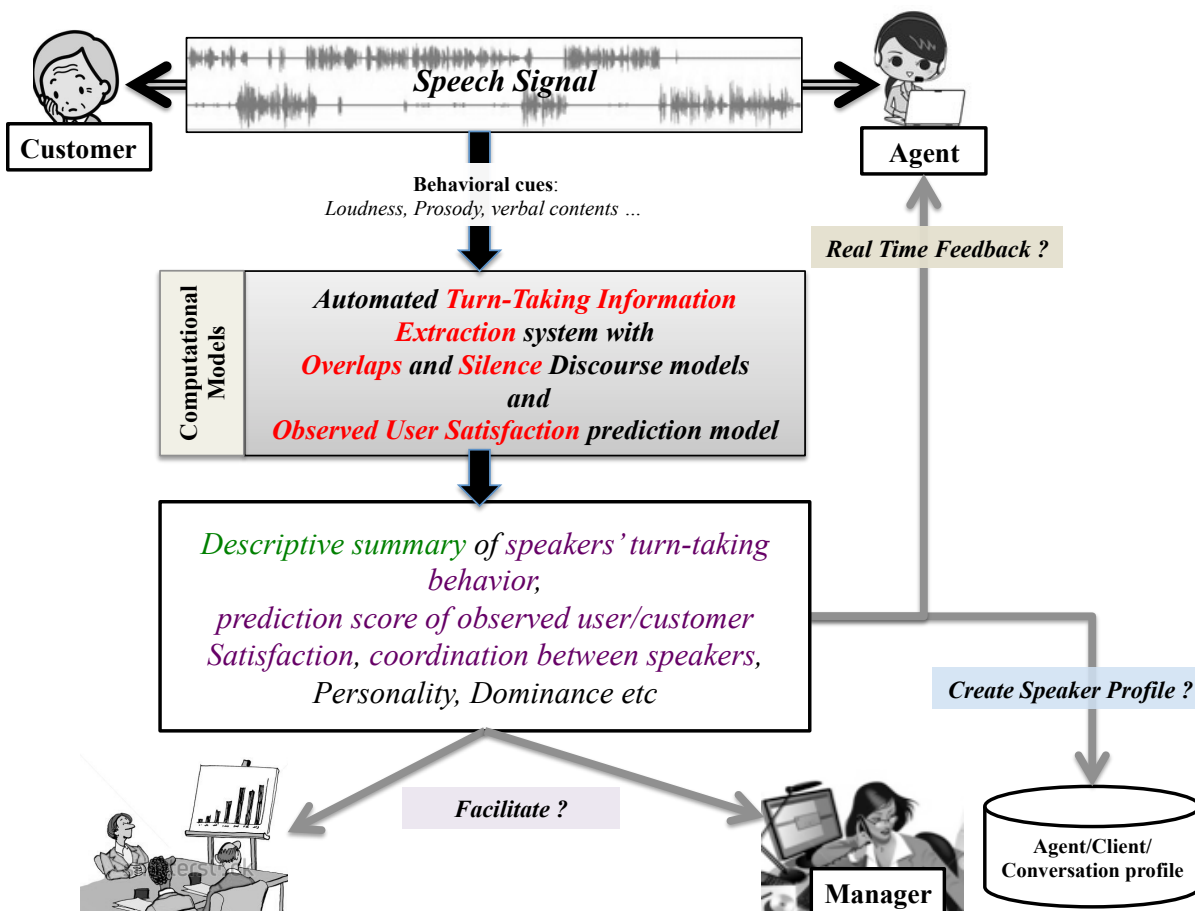 Speech Signal
Customer
Agent
Behavioral cues:
Loudness, Prosody, verbal contents …
Real Time Feedback ?
Computational
Models
Automated Turn-Taking Information
Extraction system with
Overlaps and Silence Discourse models
and
Observed User Satisfaction prediction model
Descriptive summary of speakers’ turn-taking
behavior,
prediction score of observed user/customer
Satisfaction, coordination between speakers,
Personality, Dominance etc
Create Speaker Profile ?
Facilitate ?
Manager
Agent/Client/
Conversation profile